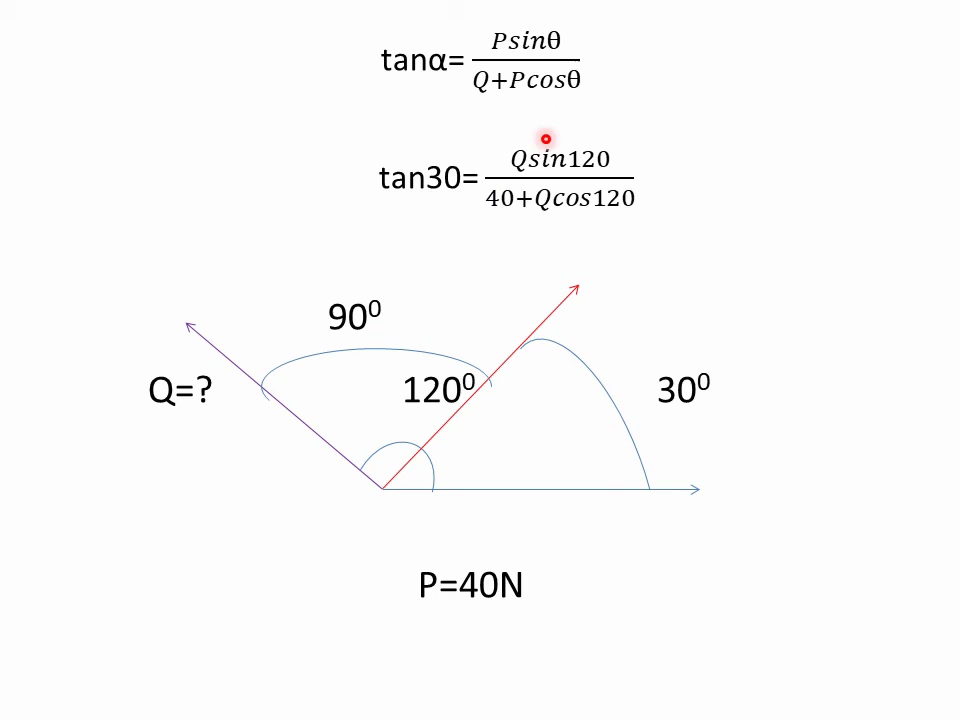 tanα= Psinθ / Q+Pcosθ
tan30= Qsin120 / 40+Qcos120
90⁰
Q=? 120⁰ 30⁰
P=40N